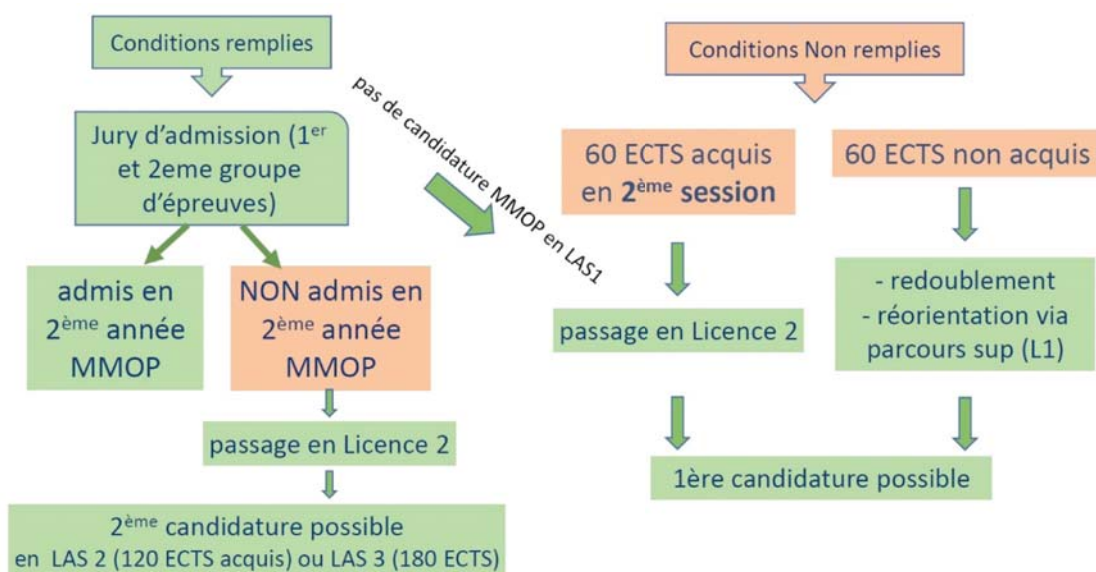 Conditions remplies
Jury d'admission (1er
et 2eme groupe
d'épreuves)
admis en
2ème année
MMOP
NON admis en
2ème année
MMOP
passage en Licence 2
2ème candidature possible
en LAS 2 (120 ECTS acquis) ou LAS 3 (180 ECTS)
pas de candidature MMOP en LAS1
Conditions Non remplies
60 ECTS acquis
en 2ème session
passage en Licence 2
60 ECTS non acquis
- redoublement
- réorientation via
parcours sup (L1)
1ère candidature possible